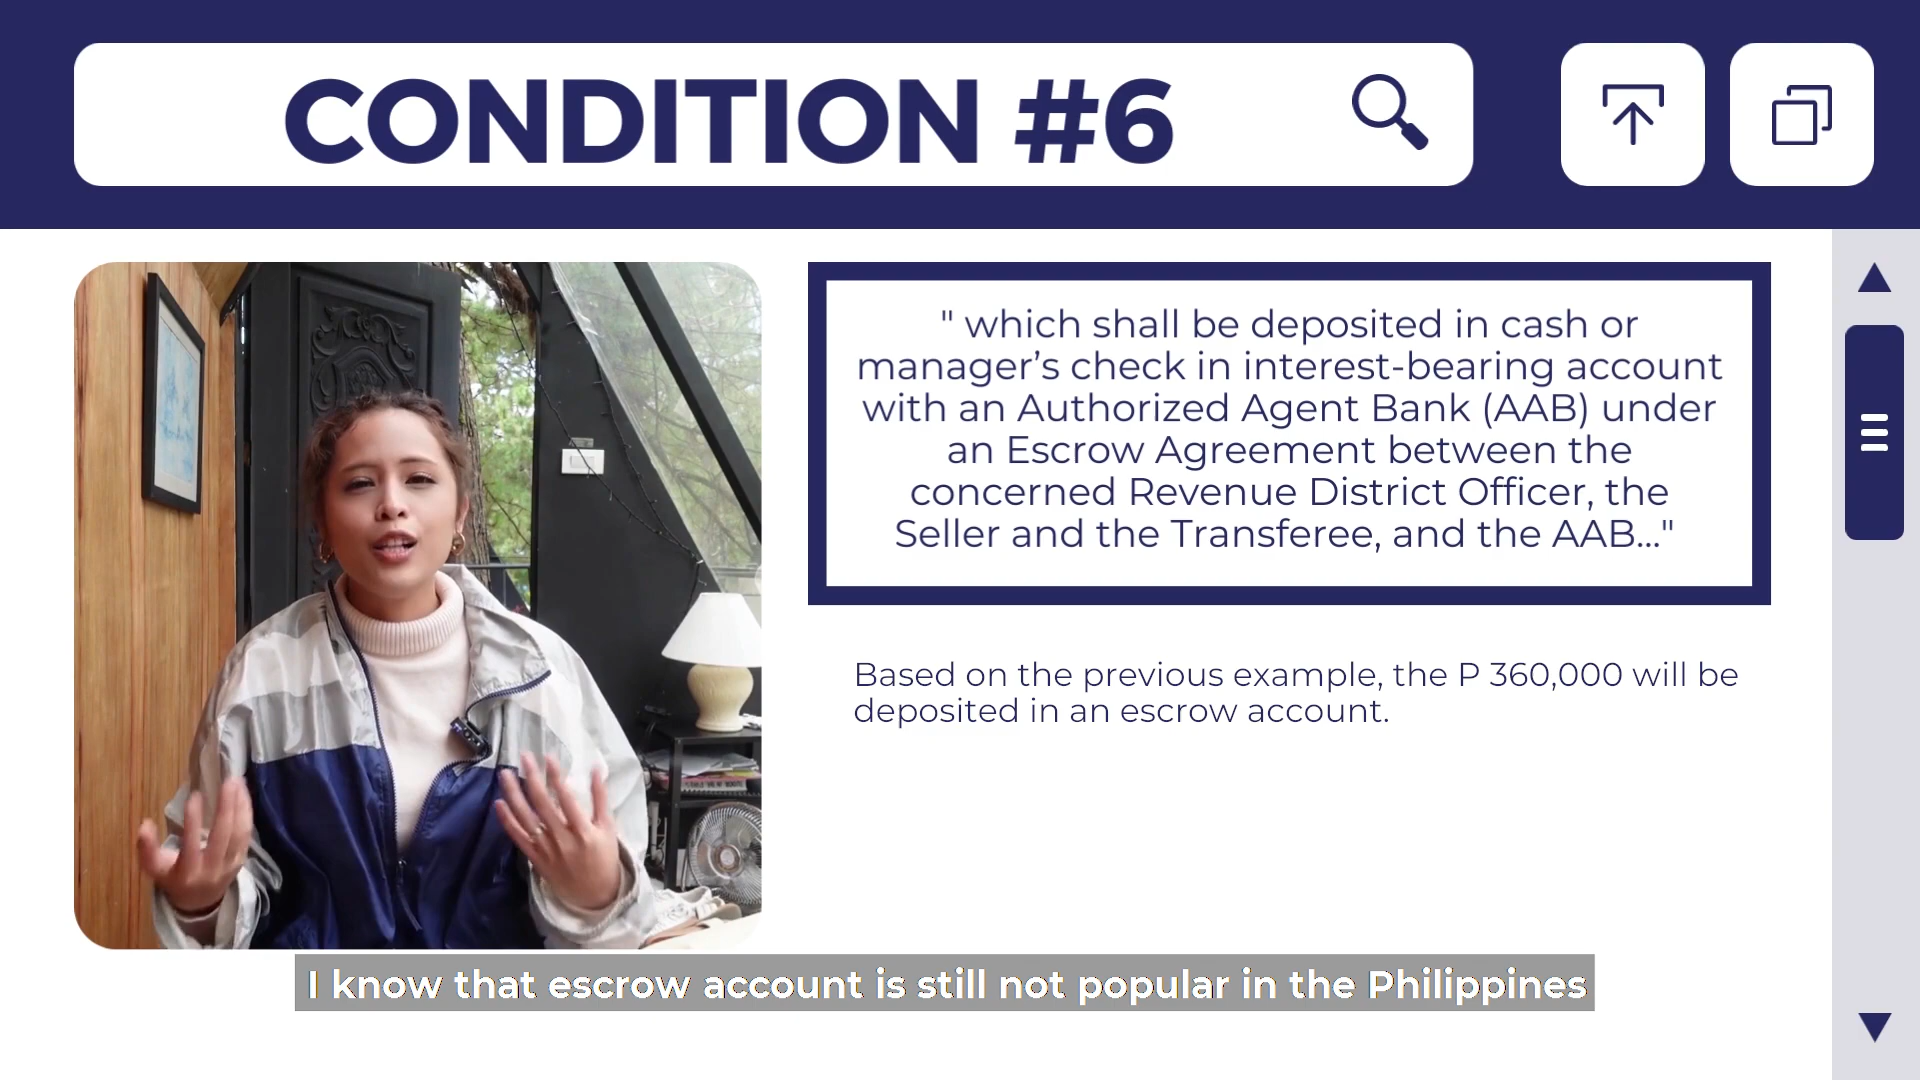 CONDITION #6
" which shall be deposited in cash or
manager’s check in interest-bearing account
with an Authorized Agent Bank (AAB) under
an Escrow Agreement between the
concerned Revenue District Officer, the
Seller and the Transferee, and the AAB..."
Based on the previous example, the P 360,000 will be
deposited in an escrow account.
I know that escrow account is still not popular in the Philippines